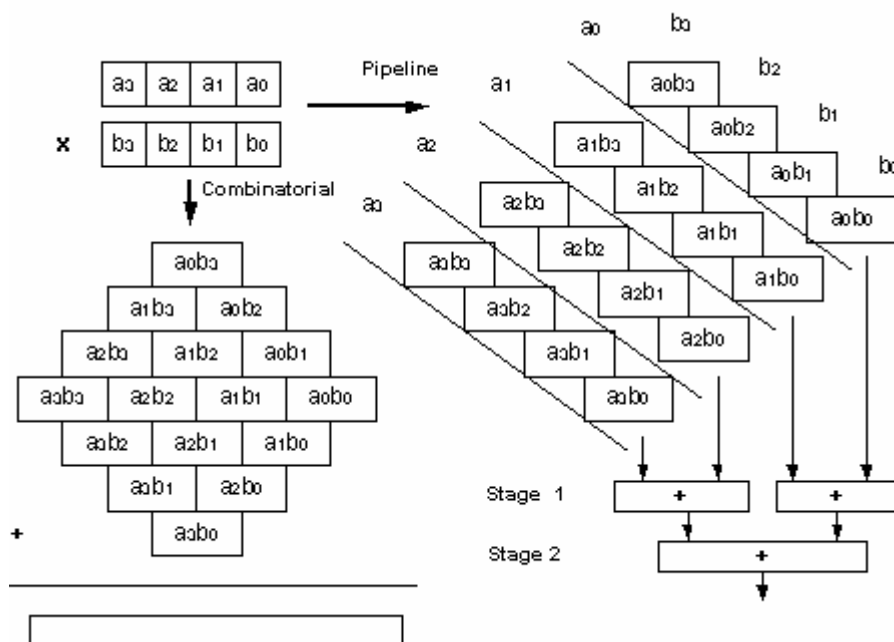 a3 a2 a1 a0
x b3 b2 b1 b0
Pipeline
Combinatorial
a0b3
a1b3 a0b2
a2b3 a1b2 a0b1
a3b3 a2b2 a1b1 a0b0
a3b2 a2b1 a1b0
a3b1 a2b0
+ a3b0
a0 b3
a1 b2
a2 b1
a3 b0
a0b3
a0b2
a0b1
a0b0
a1b3
a1b2
a1b1
a1b0
a2b3
a2b2
a2b1
a2b0
a3b3
a3b2
a3b1
a3b0
Stage 1 + +
Stage 2 +